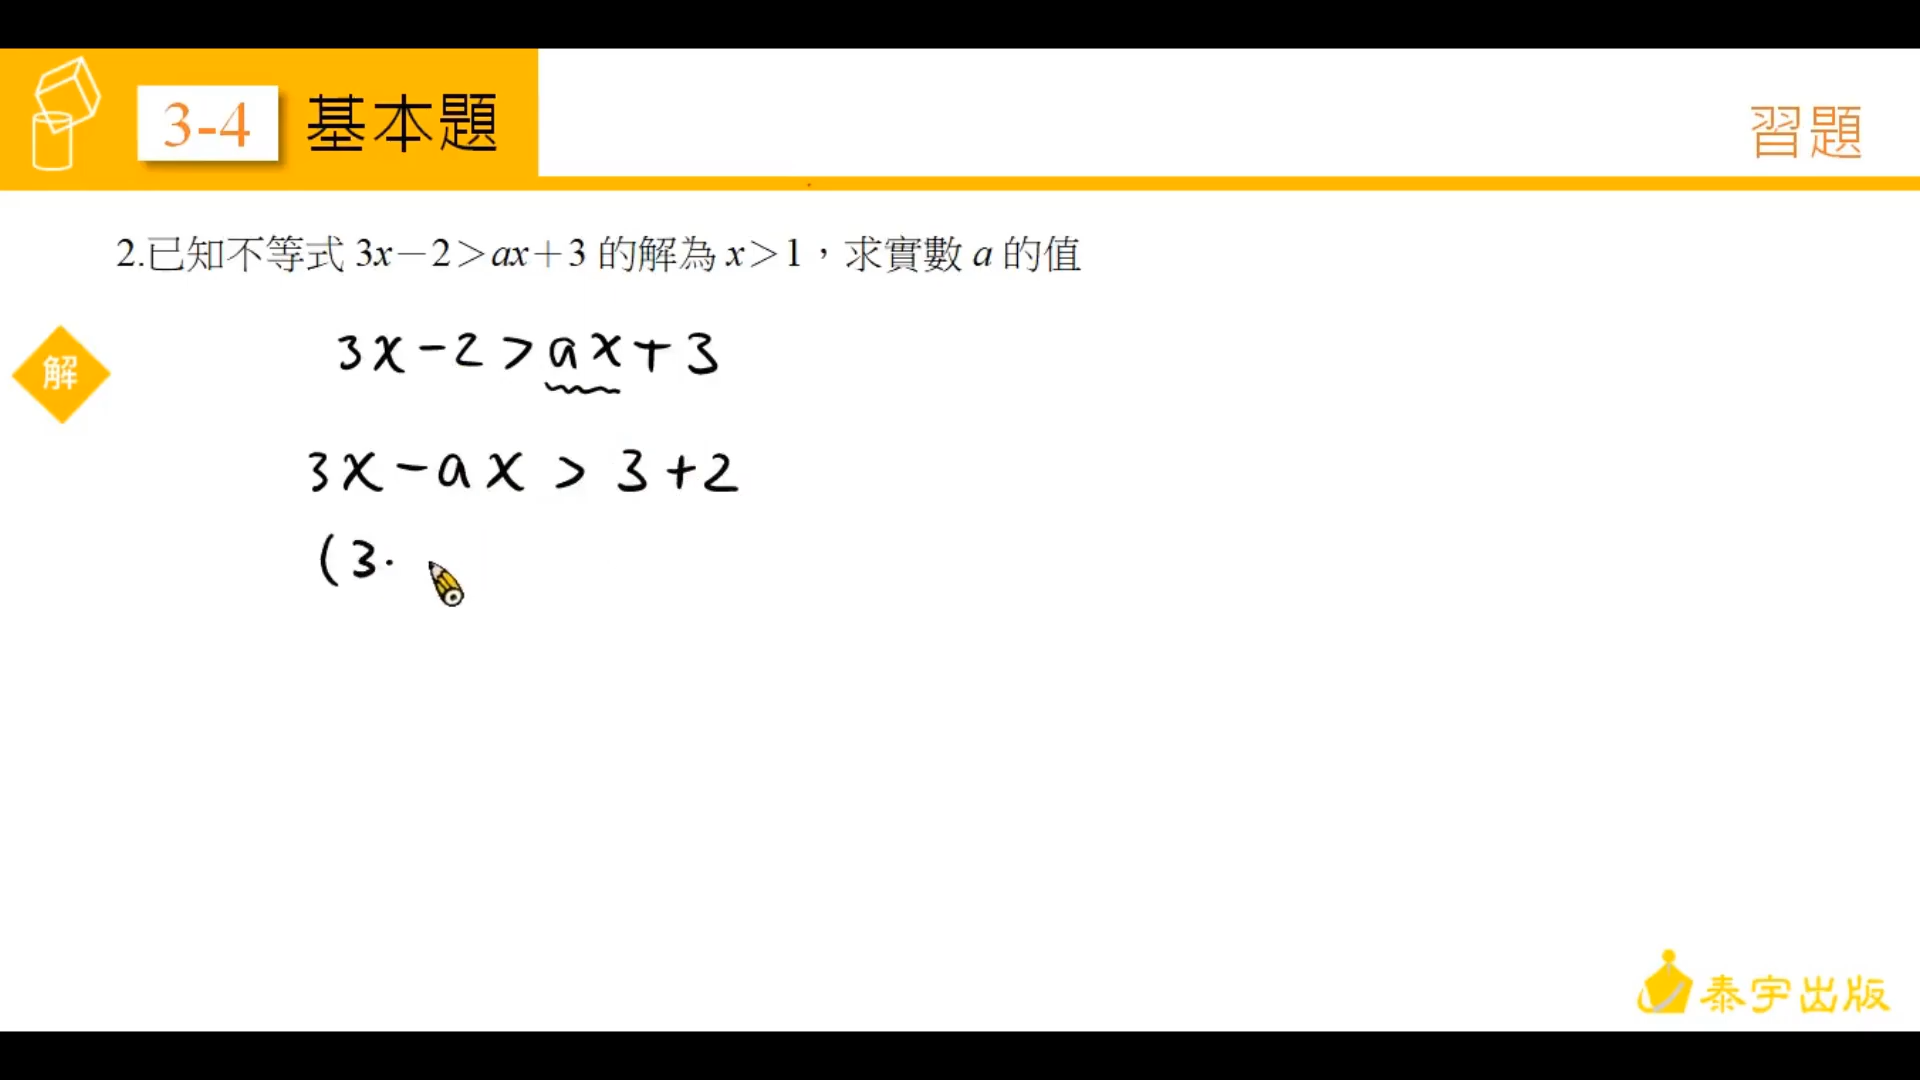 3-4 基本題
習題
2.已知不等式 3x－2＞ax＋3 的解為 x＞1，求實數 a 的值
解
3x-2>ax+3
3x-ax>3+2
(3·
泰宇出版